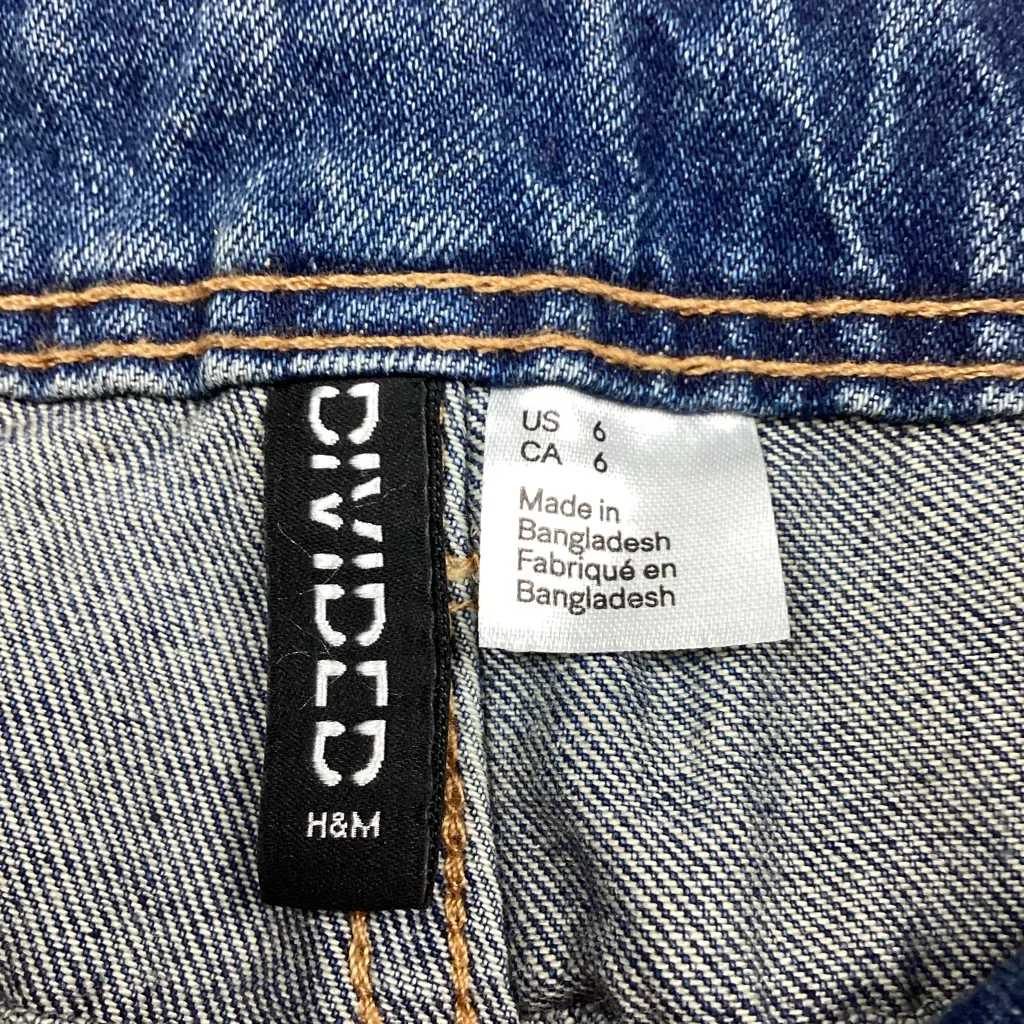 DIVIDED
H&M
US 6
CA 6
Made in
Bangladesh
Fabriqué en
Bangladesh